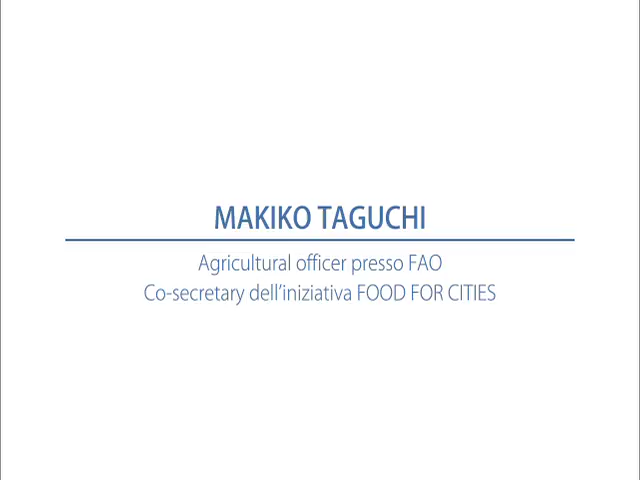 MAKIKO TAGUCHI
Agricultural officer presso FAO
Co-secretary dell'iniziativa FOOD FOR CITIES